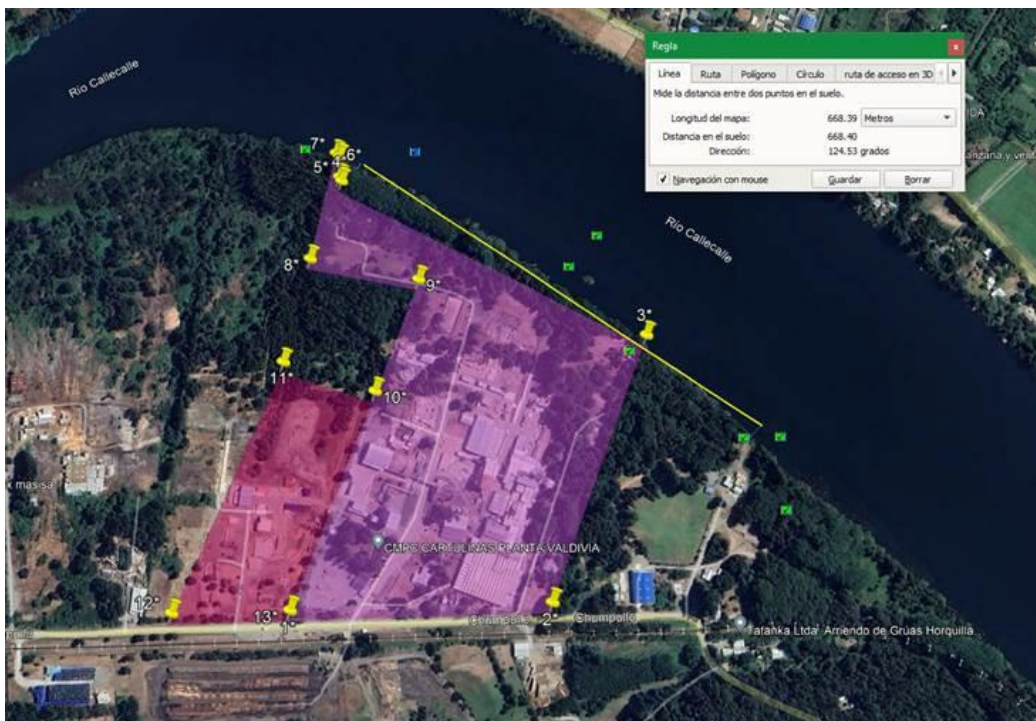 Rio Callecalle
Regla
Línea Ruta Polígono Círculo ruta de acceso en 3D
Mide la distancia entre dos puntos en el suelo.
Longitud del mapa: 668.39 Metros
Distancia en el suelo: 668.40
Dirección: 124.53 grados
Navegación con mouse Guardar Borrar
Rio Callecalle
7*
4*
6*
5*
8*
9*
3*
11*
10*
x masisa
CMPC CARTULINAS PLANTA VALDIVIA
12*
13*
1*
2*
Chumpullo
Tatanka Ltda Arriendo de Grúas Horquilla